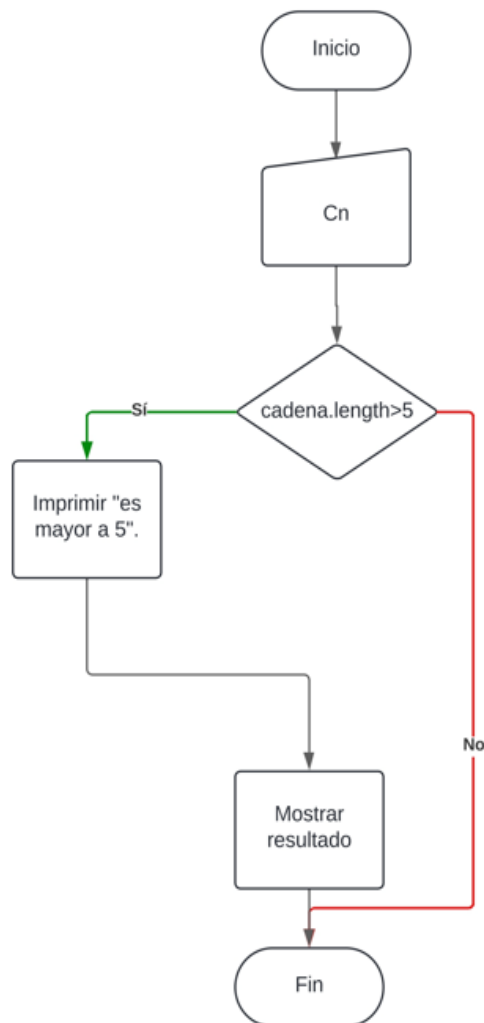 Inicio
Cn
cadena.length>5
Sí
Imprimir "es
mayor a 5".
No
Mostrar
resultado
Fin